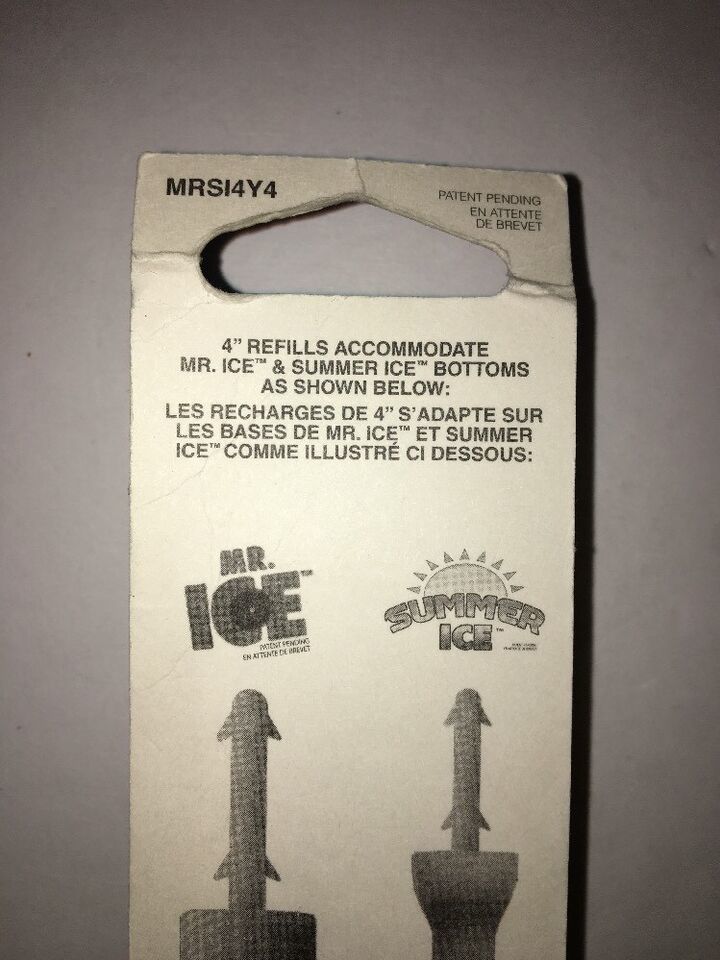 MRSI4Y4
PATENT PENDING
EN ATTENTE
DE BREVET
4” REFILLS ACCOMMODATE
MR. ICE™ & SUMMER ICE™ BOTTOMS
AS SHOWN BELOW:
LES RECHARGES DE 4” S’ADAPTE SUR
LES BASES DE MR. ICE™ ET SUMMER
ICE™ COMME ILLUSTRÉ CI DESSOUS:
MR.
ICE™
PATENT PENDING
EN ATTENTE DE BREVET
SUMMER
ICE™